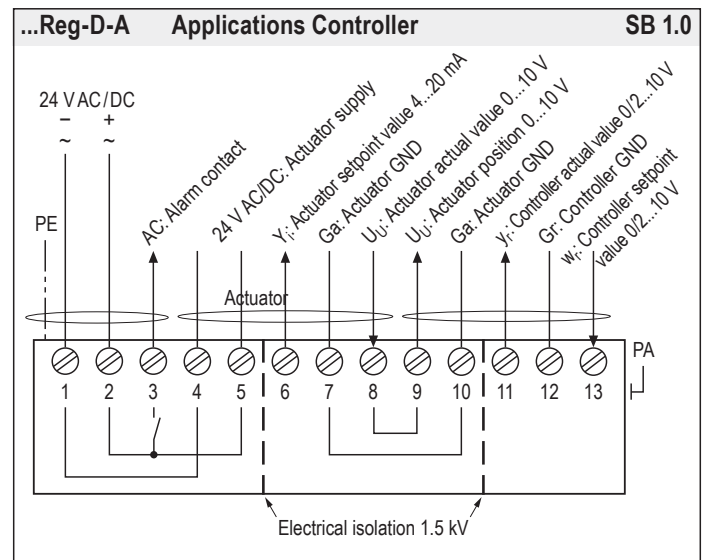 ...Reg-D-A Applications Controller SB 1.0
24 V AC/DC
− +
~ ~
PE
AC: Alarm contact
24 V AC/DC: Actuator supply
Yᵢ: Actuator setpoint value 4...20 mA
Ga: Actuator GND
Uᵤ: Actuator actual value 0...10 V
Uᵤ: Actuator position 0...10 V
Ga: Actuator GND
yᵣ: Controller actual value 0/2...10 V
Gr: Controller GND
wᵣ: Controller setpoint
value 0/2...10 V
Actuator
PA
1 2 3 4 5 6 7 8 9 10 11 12 13
Electrical isolation 1.5 kV